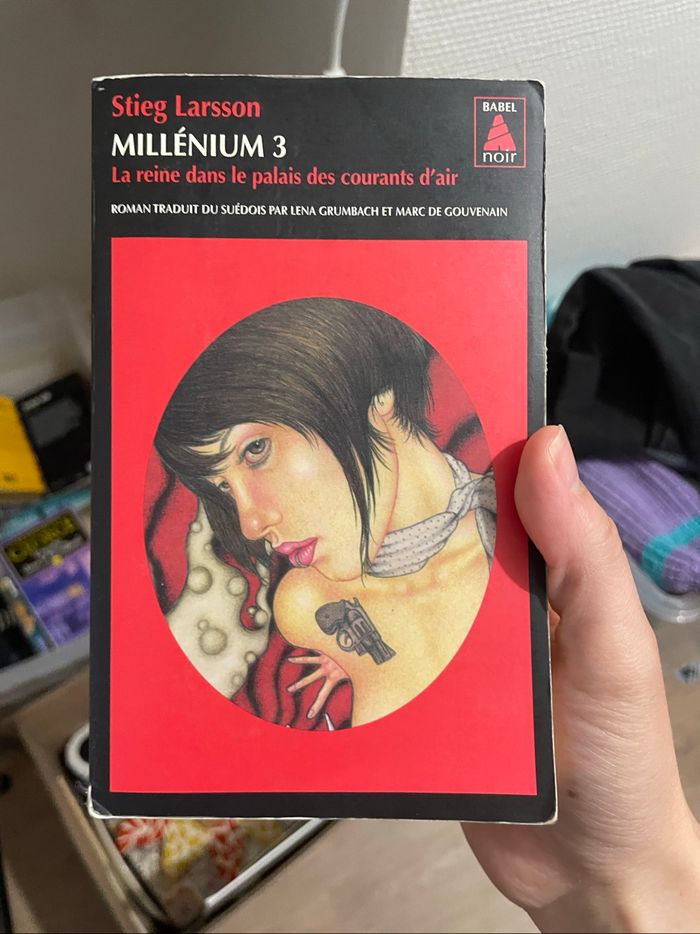 Stieg Larsson
MILLÉNIUM 3
La reine dans le palais des courants d'air
ROMAN TRADUIT DU SUÉDOIS PAR LENA GRUMBACH ET MARC DE GOUVENAIN
BABEL
noir